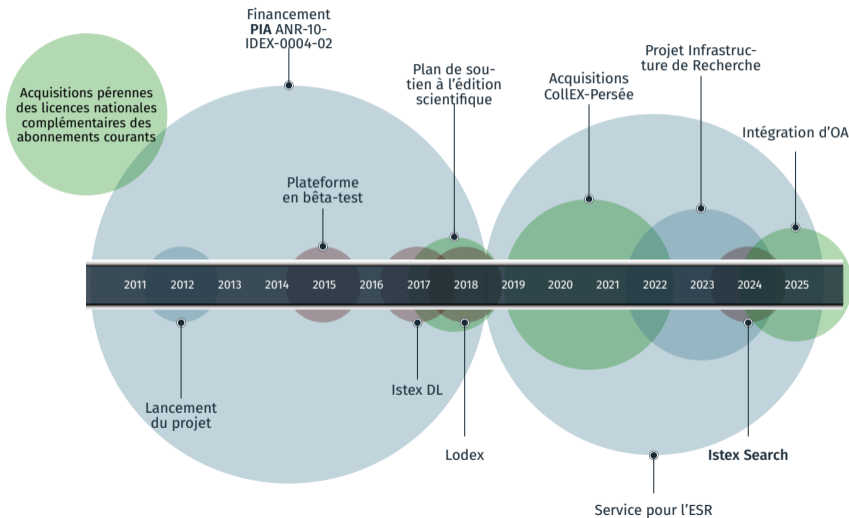 Financement
PIA ANR-10-
IDEX-0004-02
Acquisitions pérennes
des licences nationales
complémentaires des
abonnements courants
Plan de sou-
tien à l'édition
scientifique
Acquisitions
CollEX-Persée
Projet Infrastruc-
ture de Recherche
Intégration d'OA
Plateforme
en bêta-test
2011 2012 2013 2014 2015 2016 2017 2018 2019 2020 2021 2022 2023 2024 2025
Lancement
du projet
Istex DL
Lodex
Istex Search
Service pour l'ESR